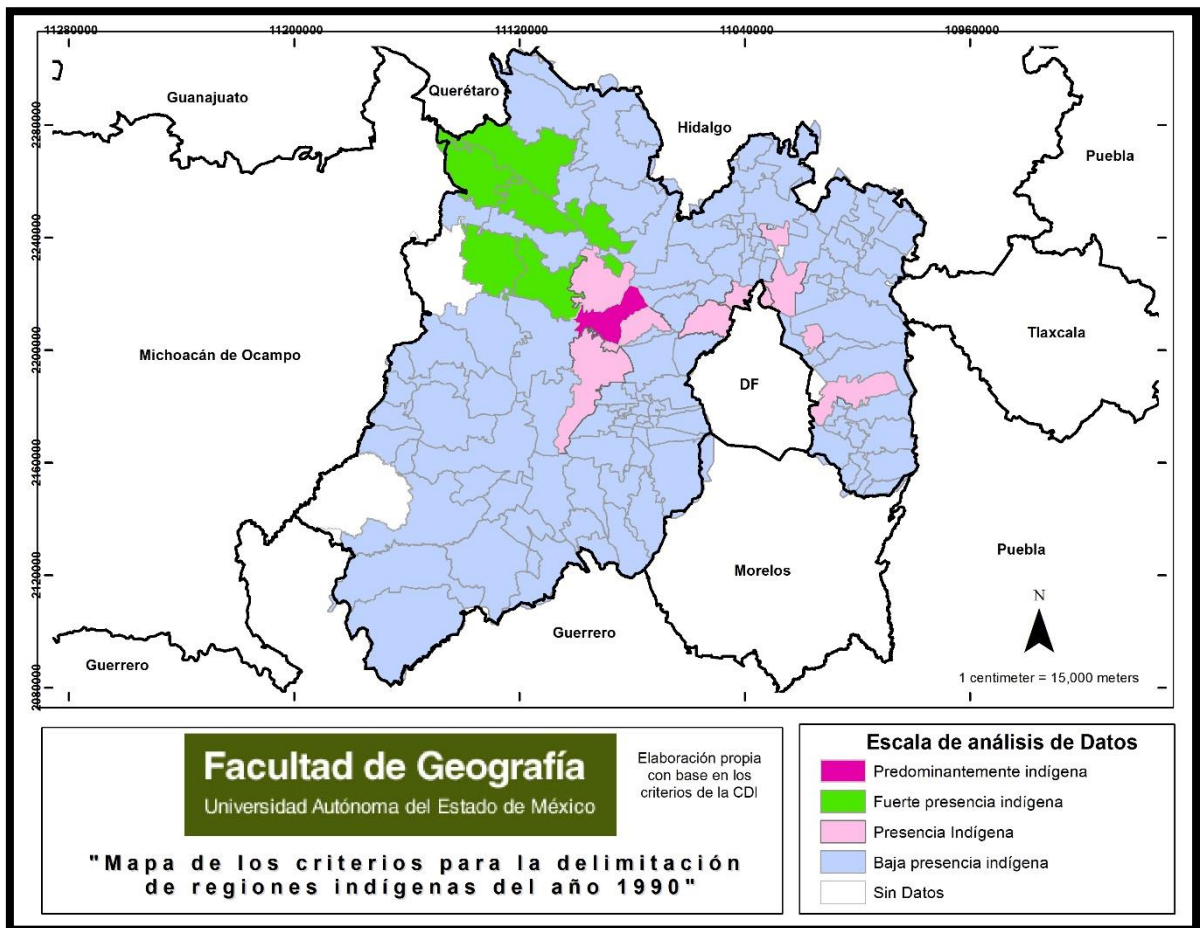 11280000 11200000 11120000 11040000 10960000
2280000
2240000
2200000
2160000
2120000
2080000
Guanajuato
Querétaro
Hidalgo
Puebla
Tlaxcala
Michoacán de Ocampo
DF
Morelos
Puebla
Guerrero
Guerrero
N
1 centimeter = 15,000 meters
Facultad de Geografía
Universidad Autónoma del Estado de México
Elaboración propia
con base en los
criterios de la CDI
"Mapa de los criterios para la delimitación
de regiones indígenas del año 1990"
Escala de análisis de Datos
Predominantemente indígena
Fuerte presencia indígena
Presencia Indígena
Baja presencia indígena
Sin Datos